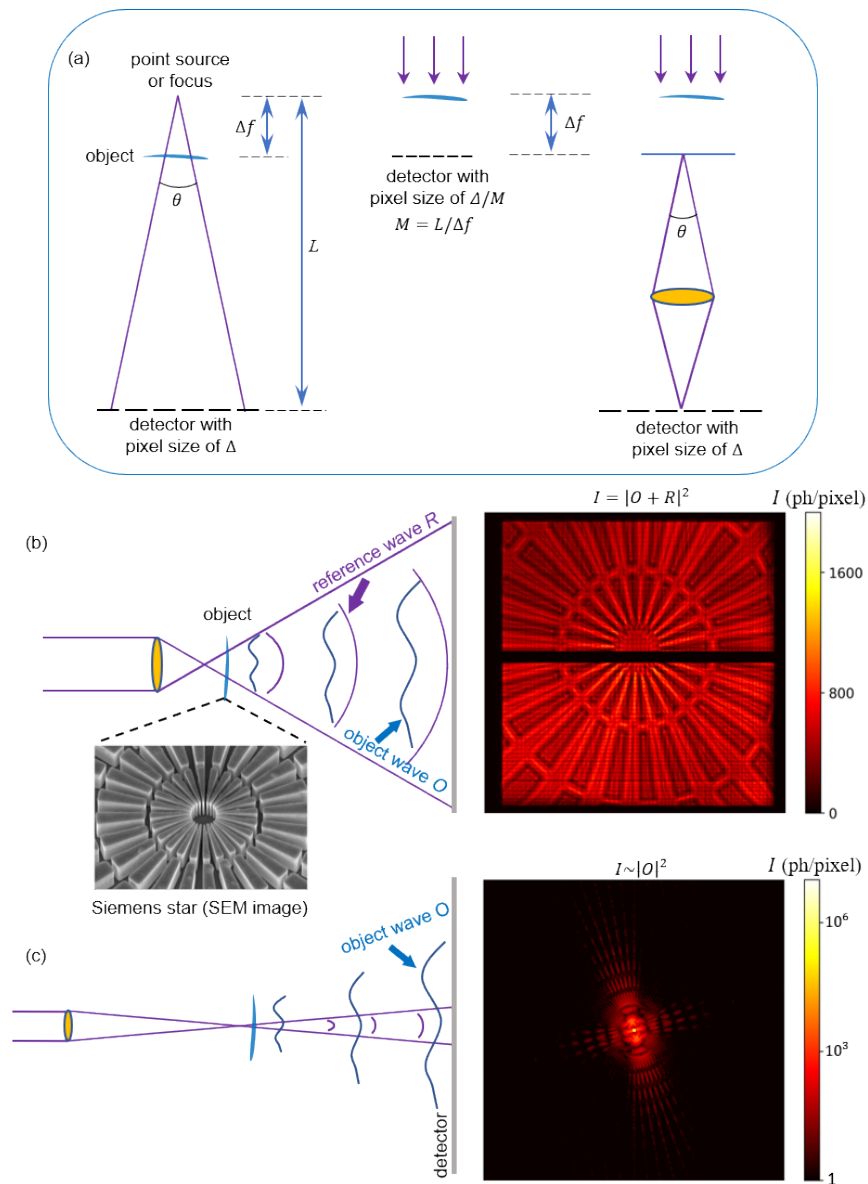 (a)
point source
or focus
Δf
object
θ
L
detector with
pixel size of Δ
detector with
pixel size of Δ/M
M = L/Δf
Δf
θ
detector with
pixel size of Δ
(b)
object
reference wave R
object wave O
Siemens star (SEM image)
I = |O + R|²
I (ph/pixel)
1600
800
0
(c)
object wave O
detector
I~|O|²
I (ph/pixel)
10⁶
10³
1